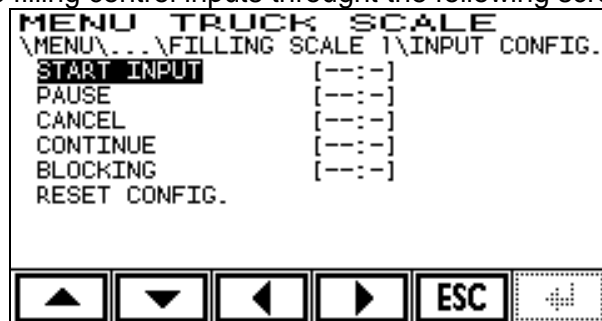 filling control inputs throught the following scre
MENU TRUCK SCALE
\MENU\...\FILLING SCALE 1\INPUT CONFIG.
START INPUT [--:-]
PAUSE [--:-]
CANCEL [--:-]
CONTINUE [--:-]
BLOCKING [--:-]
RESET CONFIG.
ESC